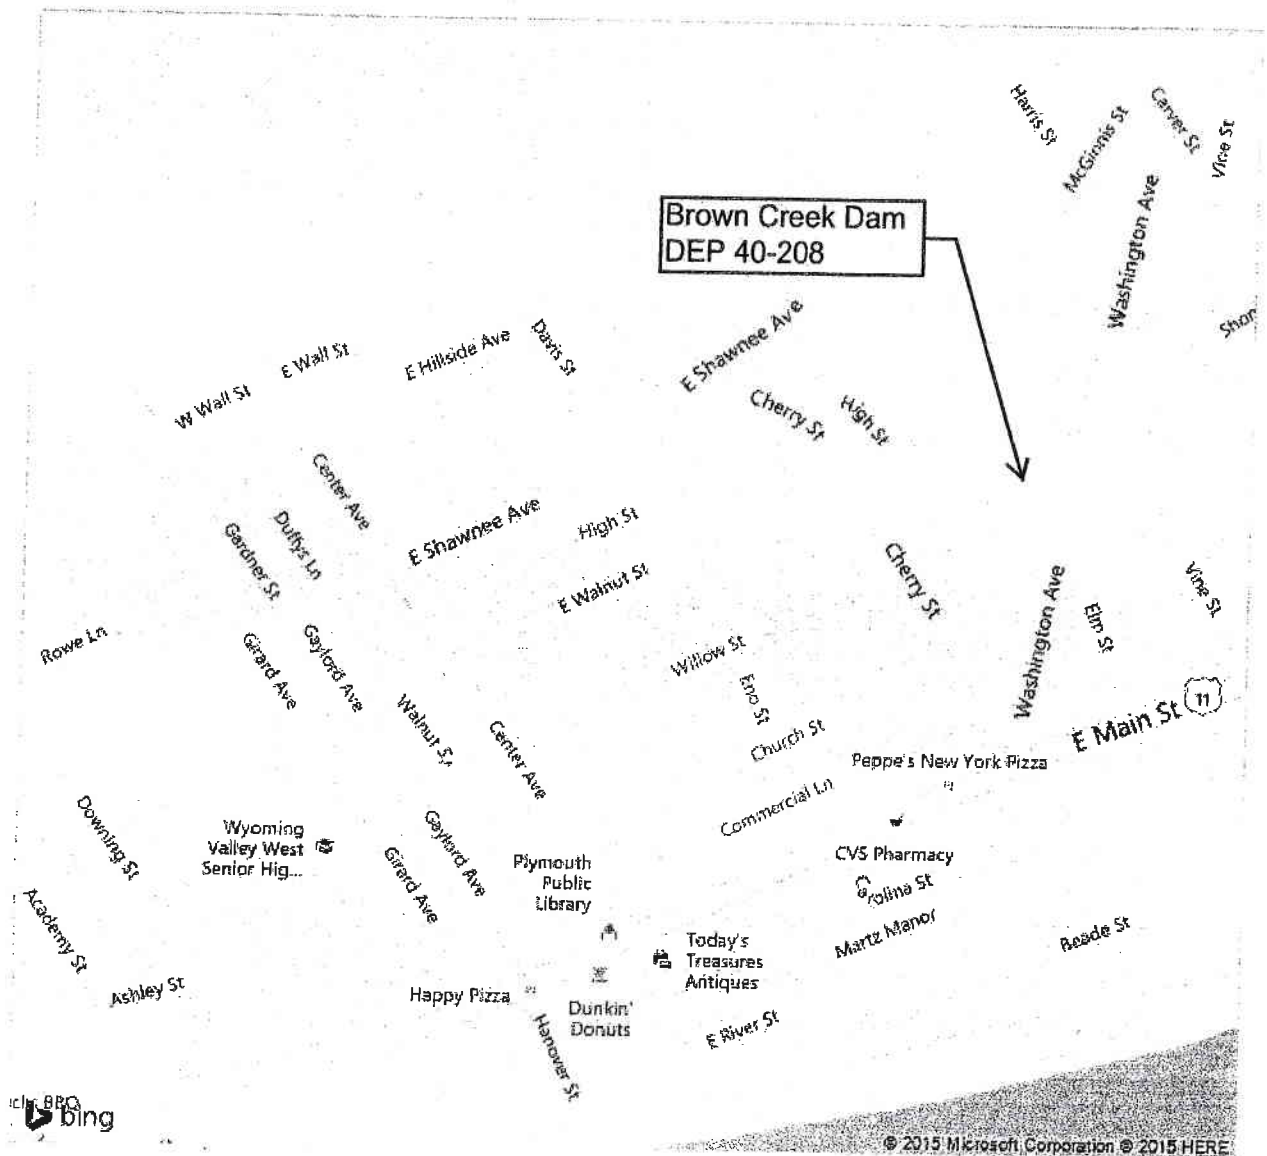 Harris St
McGinnis St
Carver St
Vine St
Washington Ave
Brown Creek Dam
DEP 40-208
E Shawnee Ave
Cherry St
High St
Davis St
E Hillside Ave
E Wall St
W Wall St
Center Ave
Duffys Ln
Gardner St
E Shawnee Ave
High St
E Walnut St
Cherry St
Washington Ave
Elm St
Vine St
Rowe Ln
Girard Ave
Gaylord Ave
Walnut St
Center Ave
Willow St
Eno St
Church St
E Main St
11
Peppe's New York Pizza
Commercial Ln
CVS Pharmacy
Downing St
Wyoming
Valley West
Senior Hig...
Gaylord Ave
Girard Ave
Plymouth
Public
Library
Martz Manor
Reade St
Academy St
Ashley St
Happy Pizza
Today's
Treasures
Antiques
Dunkin'
Donuts
Hanover St
E River St
BBQ
bing
© 2015 Microsoft Corporation © 2015 HERE